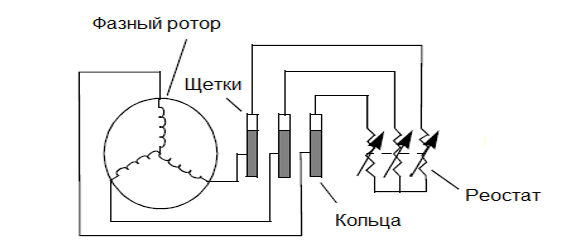 Фазный ротор
Щетки
Реостат
Кольца